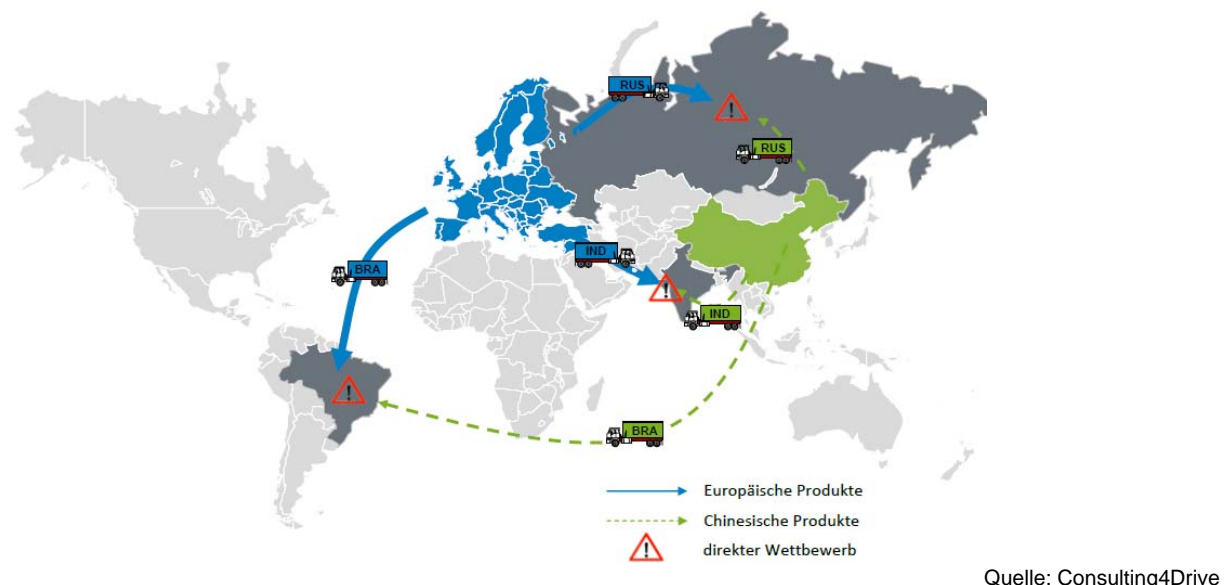 RUS
RUS
IND
BRA
IND
BRA
Europäische Produkte
Chinesische Produkte
direkter Wettbewerb
Quelle: Consulting4Drive